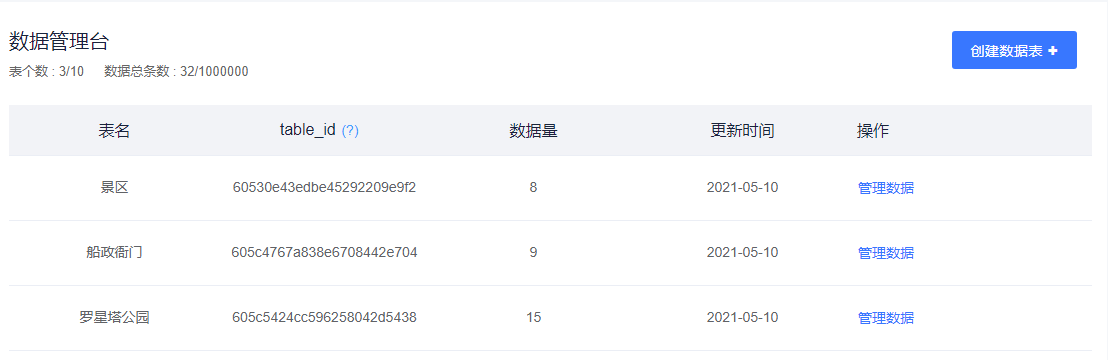 数据管理台
创建数据表 +
表个数 : 3/10 数据总条数 : 32/1000000
表名 table_id (?) 数据量 更新时间 操作
景区 60530e43edbe45292209e9f2 8 2021-05-10 管理数据
船政衙门 605c4767a838e6708442e704 9 2021-05-10 管理数据
罗星塔公园 605c5424cc596258042d5438 15 2021-05-10 管理数据